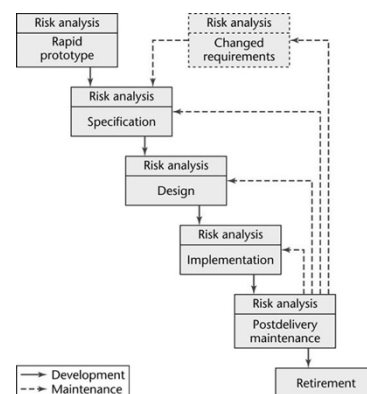 Risk analysis
Rapid
prototype
Risk analysis
Changed
requirements
Risk analysis
Specification
Risk analysis
Design
Risk analysis
Implementation
Risk analysis
Postdelivery
maintenance
Development
Maintenance
Retirement